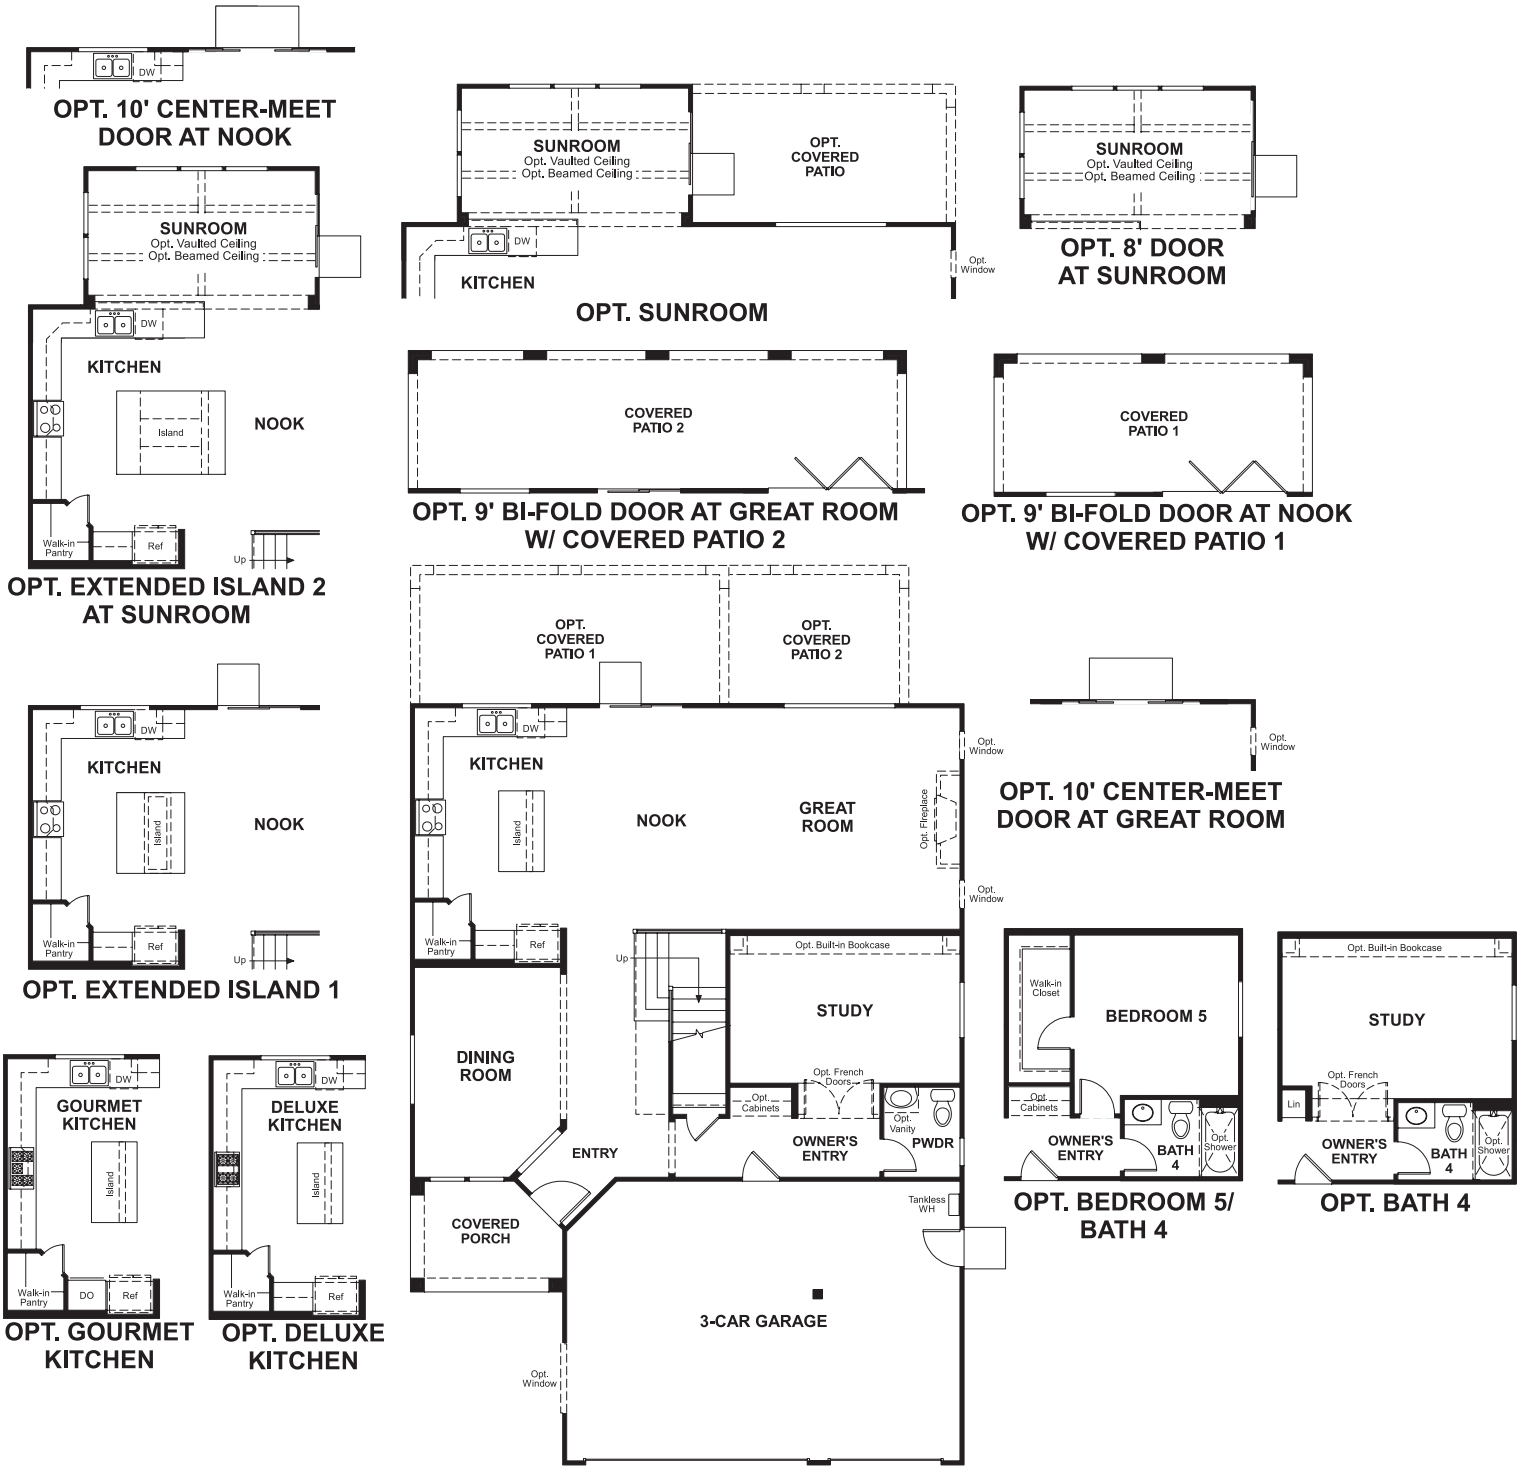 DW
OPT. 10' CENTER-MEET
DOOR AT NOOK
SUNROOM
Opt. Vaulted Ceiling
Opt. Beamed Ceiling
DW
KITCHEN
Island
NOOK
Walk-in
Pantry
Ref
Up
OPT. EXTENDED ISLAND 2
AT SUNROOM
SUNROOM
Opt. Vaulted Ceiling
Opt. Beamed Ceiling
OPT.
COVERED
PATIO
DW
KITCHEN
Opt.
Window
OPT. SUNROOM
SUNROOM
Opt. Vaulted Ceiling
Opt. Beamed Ceiling
OPT. 8' DOOR
AT SUNROOM
COVERED
PATIO 2
OPT. 9' BI-FOLD DOOR AT GREAT ROOM
W/ COVERED PATIO 2
COVERED
PATIO 1
OPT. 9' BI-FOLD DOOR AT NOOK
W/ COVERED PATIO 1
DW
KITCHEN
Island
NOOK
Walk-in
Pantry
Ref
Up
OPT. EXTENDED ISLAND 1
OPT.
COVERED
PATIO 1
OPT.
COVERED
PATIO 2
DW
KITCHEN
Island
NOOK
GREAT
ROOM
Opt. Fireplace
Opt.
Window
Opt.
Window
Walk-in
Pantry
Ref
Up
Opt. Built-in Bookcase
STUDY
DINING
ROOM
Opt. French
Doors
Opt.
Cabinets
Opt.
Vanity
PWDR
OWNER'S
ENTRY
ENTRY
COVERED
PORCH
Tankless
WH
3-CAR GARAGE
Opt.
Window
Opt.
Window
OPT. 10' CENTER-MEET
DOOR AT GREAT ROOM
Walk-in
Closet
BEDROOM 5
Opt.
Cabinets
OWNER'S
ENTRY
BATH
4
Opt.
Shower
OPT. BEDROOM 5/
BATH 4
Opt. Built-in Bookcase
STUDY
Opt. French
Doors
Lin
OWNER'S
ENTRY
BATH
4
Opt.
Shower
OPT. BATH 4
DW
GOURMET
KITCHEN
Island
Walk-in
Pantry
DO
Ref
OPT. GOURMET
KITCHEN
DW
DELUXE
KITCHEN
Island
Walk-in
Pantry
Ref
OPT. DELUXE
KITCHEN